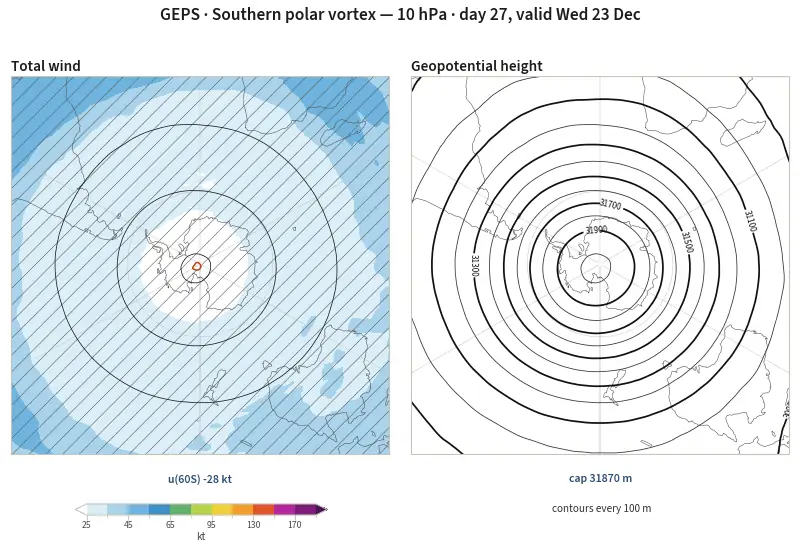 GEPS · Southern polar vortex — 10 hPa · day 27, valid Wed 23 Dec
Total wind
Geopotential height
31700
31900
31500
31300
31100
u(60S) -28 kt
cap 31870 m
contours every 100 m
25 45 65 95 130 170
kt